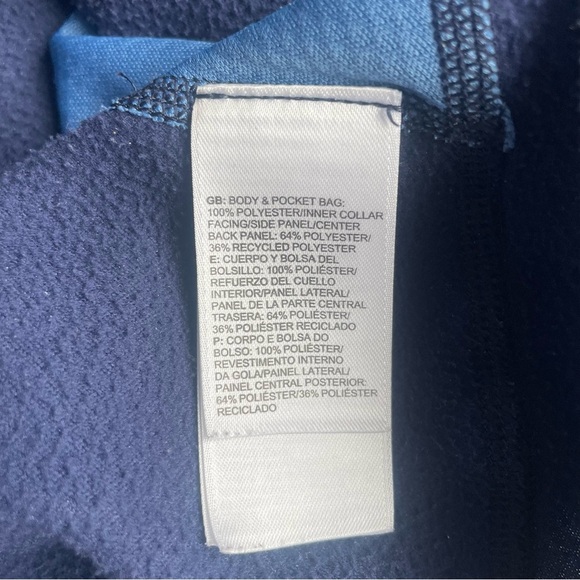 GB: BODY & POCKET BAG:
100% POLYESTER/INNER COLLAR
FACING/SIDE PANEL/CENTER
BACK PANEL: 64% POLYESTER/
36% RECYCLED POLYESTER
E: CUERPO Y BOLSA DEL
BOLSILLO: 100% POLIÉSTER/
REFUERZO DEL CUELLO
INTERIOR/PANEL LATERAL/
PANEL DE LA PARTE CENTRAL
TRASERA: 64% POLIÉSTER/
36% POLIÉSTER RECICLADO
P: CORPO E BOLSA DO
BOLSO: 100% POLIÉSTER/
REVESTIMENTO INTERNO
DA GOLA/PAINEL LATERAL/
PAINEL CENTRAL POSTERIOR:
64% POLIÉSTER/36% POLIÉSTER
RECICLADO